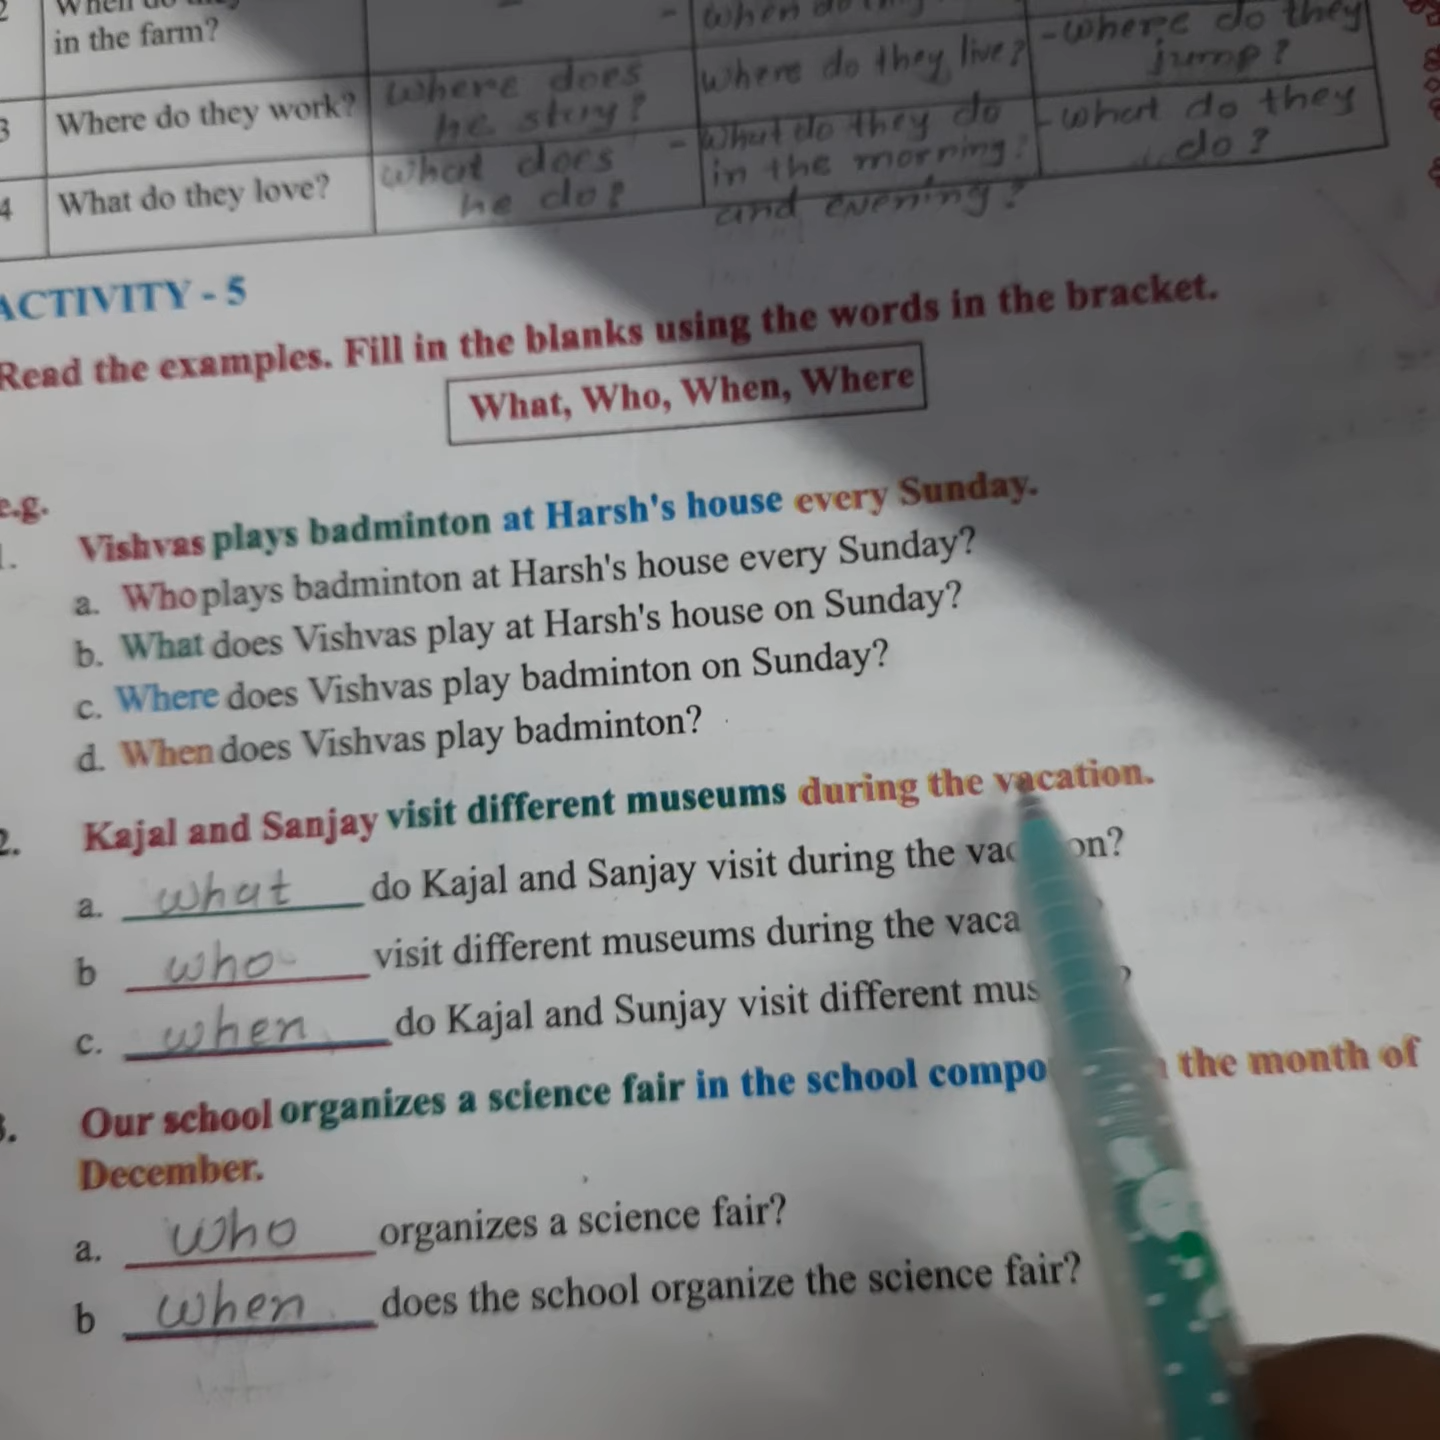 2 When do they
in the farm?
-
- when do
3 Where do they work? where does he stay? where do they live? - where do they jump?
4 What do they love? what does he do? - what do they do in the morning? and evening? - what do they do?
ACTIVITY - 5
Read the examples. Fill in the blanks using the words in the bracket.
What, Who, When, Where
e.g.
1. Vishvas plays badminton at Harsh's house every Sunday.
a. Who plays badminton at Harsh's house every Sunday?
b. What does Vishvas play at Harsh's house on Sunday?
c. Where does Vishvas play badminton on Sunday?
d. When does Vishvas play badminton?
2. Kajal and Sanjay visit different museums during the vacation.
a. what do Kajal and Sanjay visit during the vac on?
b who visit different museums during the vaca
c. when do Kajal and Sunjay visit different mus ?
3. Our school organizes a science fair in the school compo the month of
December.
a. who organizes a science fair?
b when does the school organize the science fair?